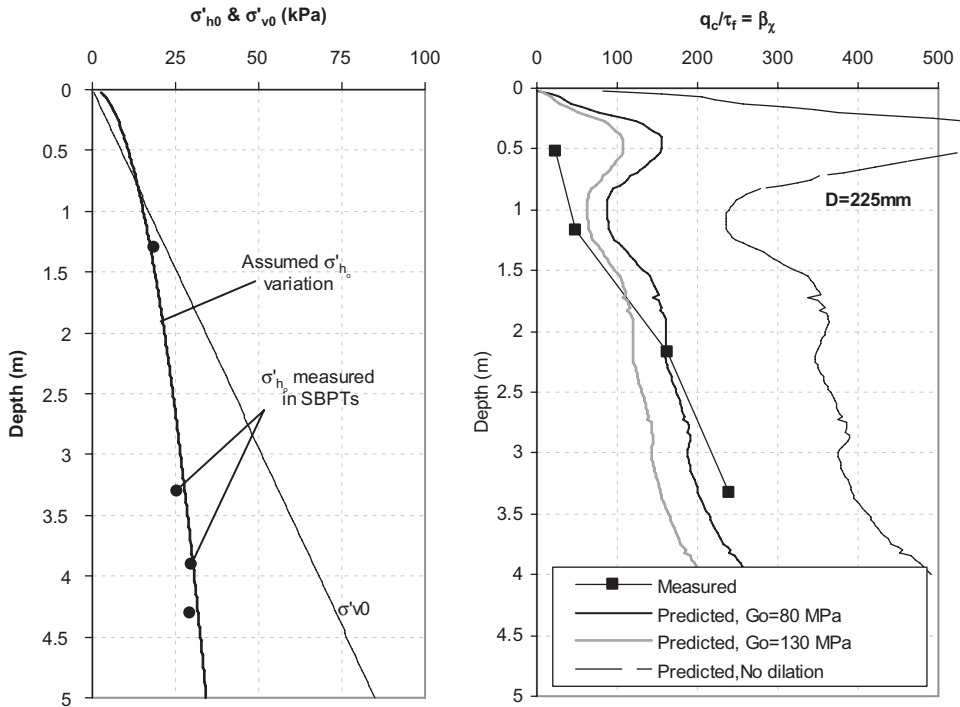 σ'h0 & σ'v0 (kPa)
0 25 50 75 100
0
0.5
1
1.5
2
2.5
3
3.5
4
4.5
5
Depth (m)
Assumed σ'ho
variation
σ'ho measured
in SBPTs
σ'v0
qc/τf = βχ
0 100 200 300 400 500
0
0.5
1
1.5
2
2.5
3
3.5
4
4.5
5
Depth (m)
D=225mm
Measured
Predicted, Go=80 MPa
Predicted, Go=130 MPa
Predicted,No dilation